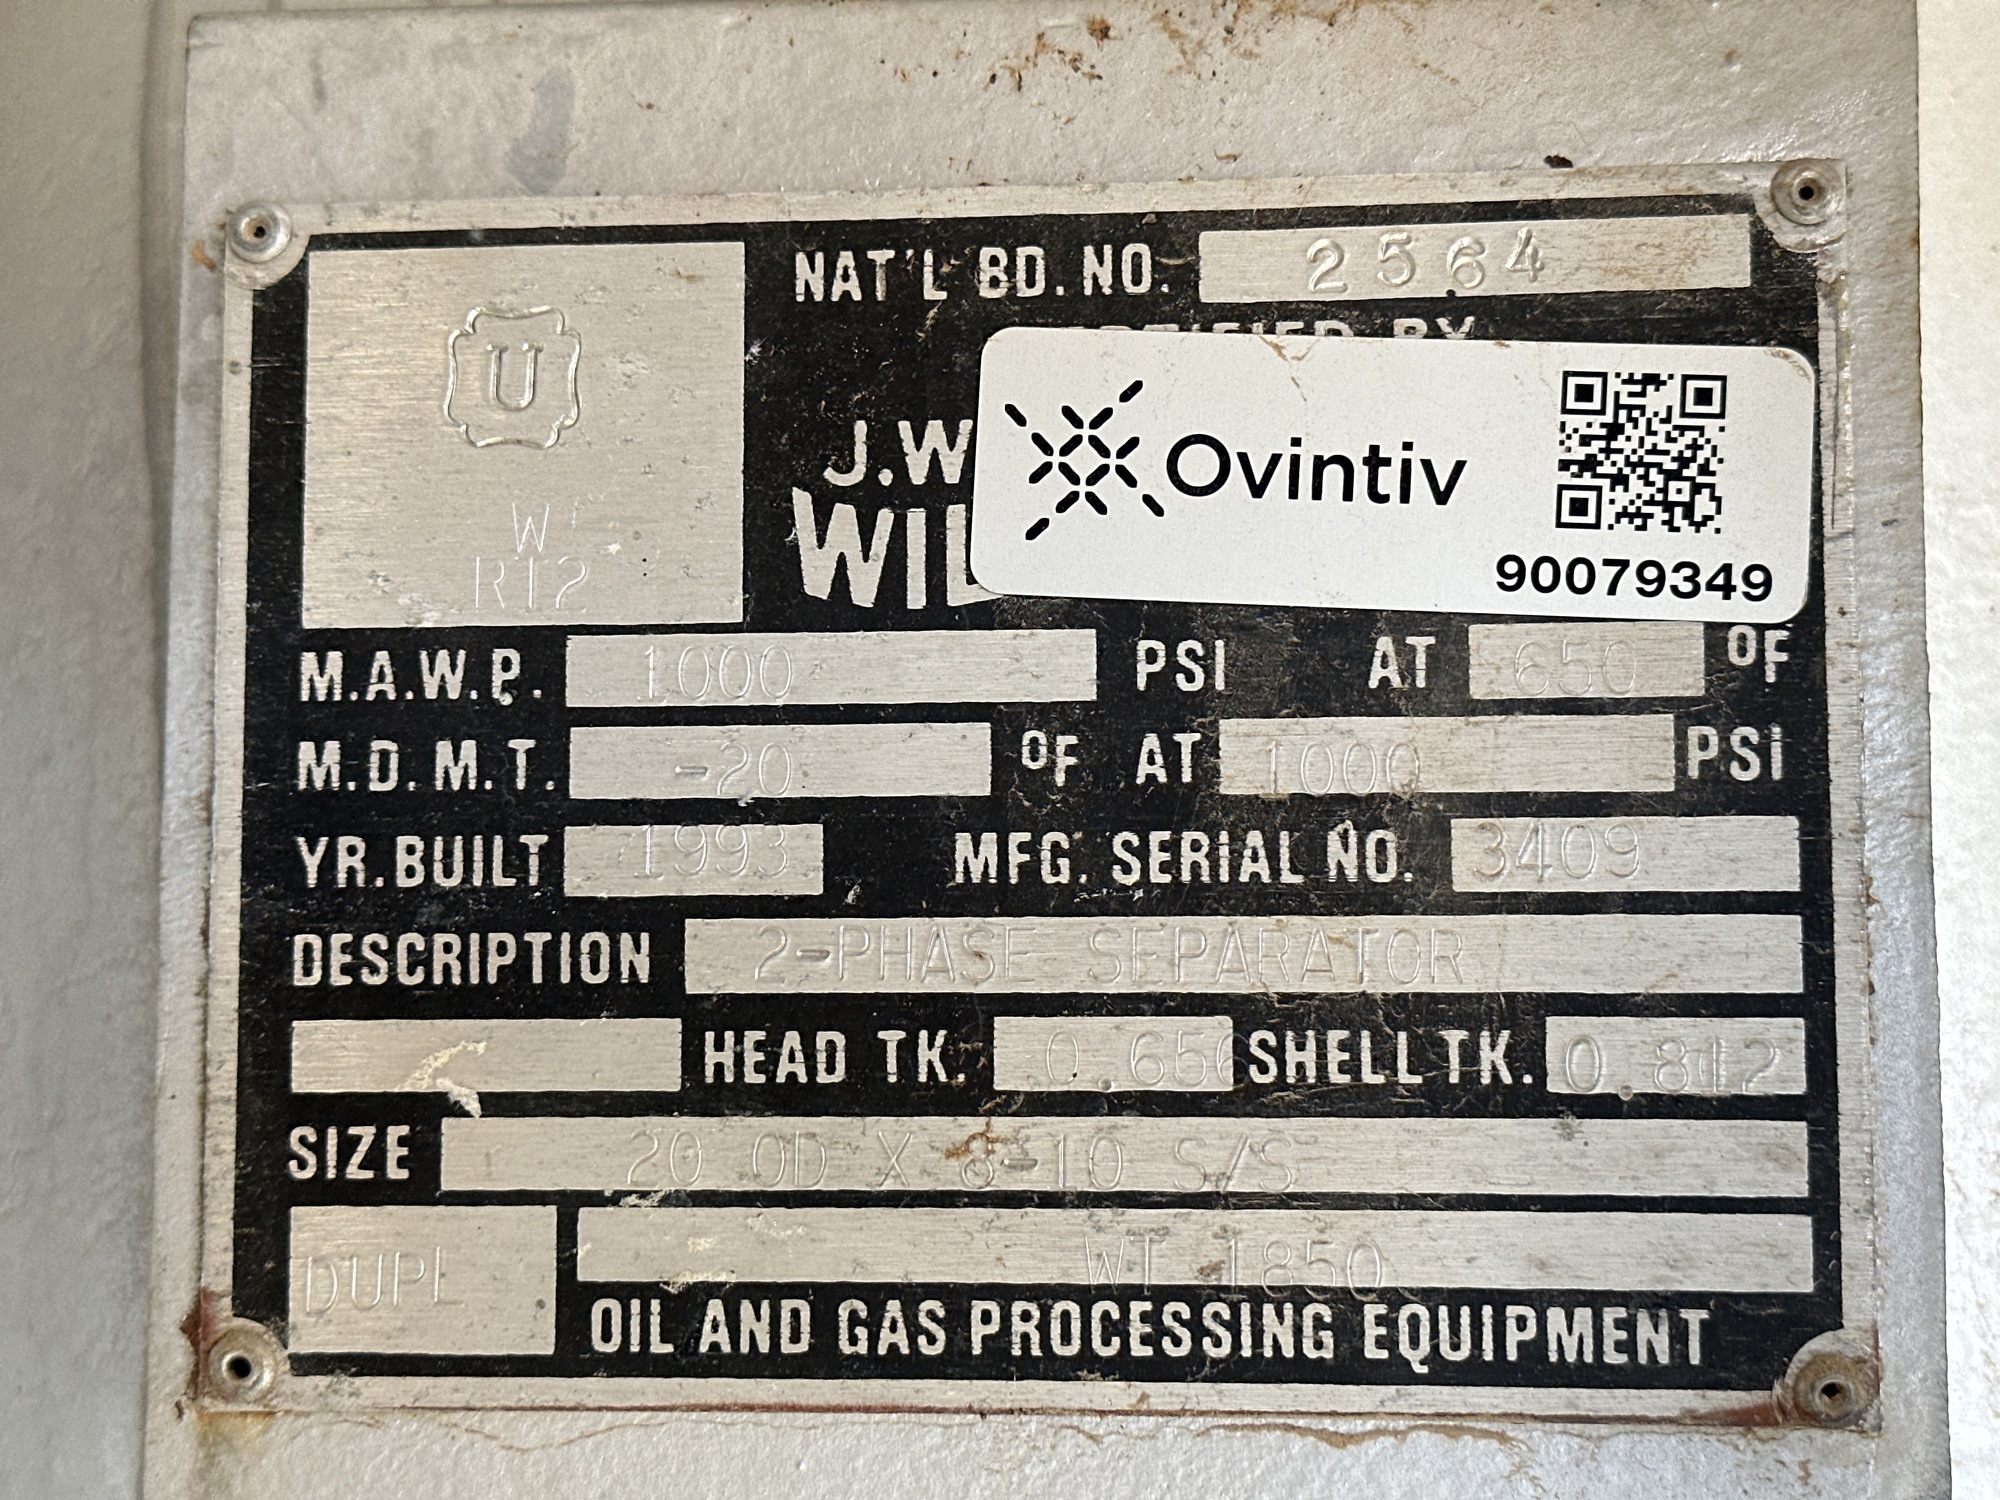 NAT'L BD. NO. 2564
U
W
RT2
J.W
WIL
Ovintiv
90079349
M.A.W.P. 1000 PSI AT 650 °F
M.D.M.T. -20 °F AT 1000 PSI
YR.BUILT 1993 MFG. SERIAL NO. 3409
DESCRIPTION 2-PHASE SEPARATOR
HEAD TK. 0.656 SHELL TK. 0.812
SIZE 20 OD X 8-10 S/S
DUPL WT 1850
OIL AND GAS PROCESSING EQUIPMENT